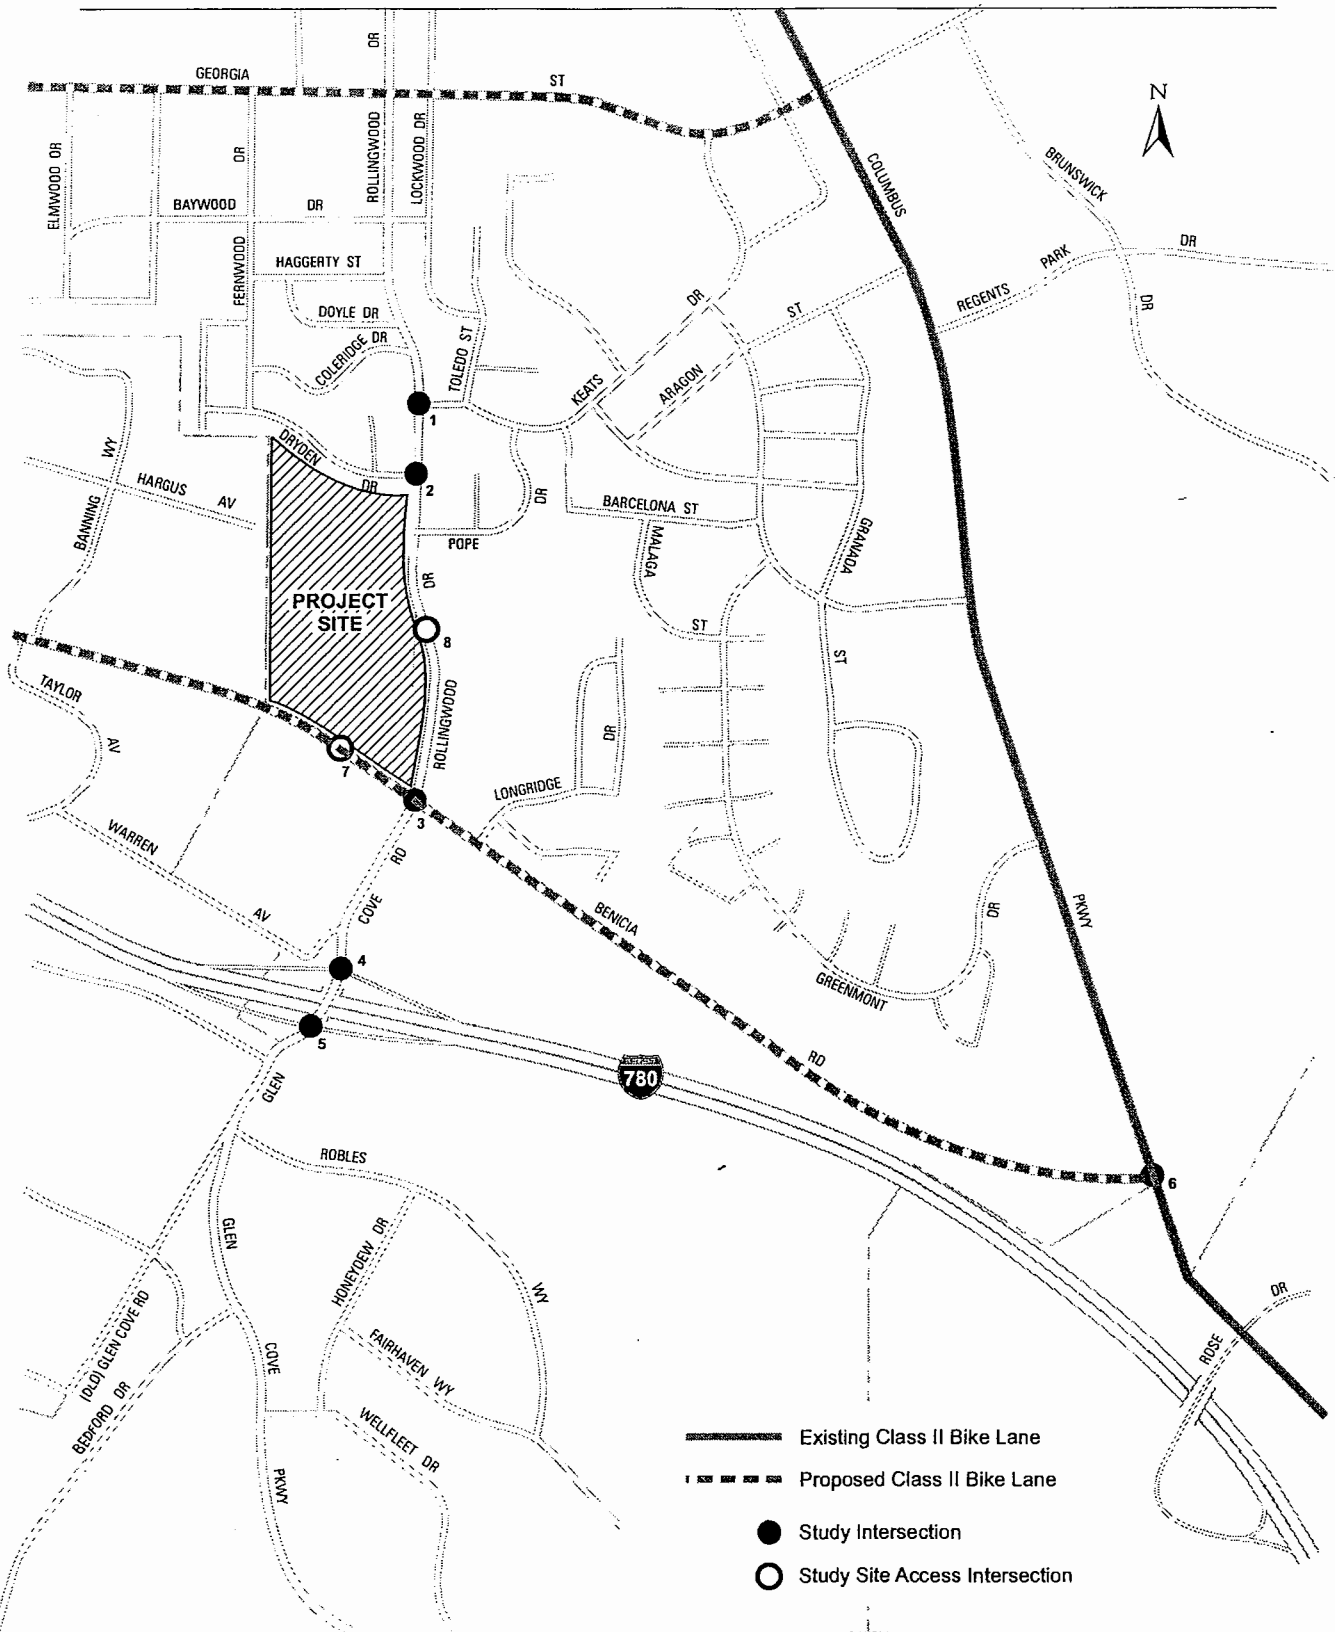 GEORGIA
ST
DR
N
ELMWOOD DR
DR
ROLLINGWOOD
LOCKWOOD DR
COLUMBUS
BRUNSWICK
BAYWOOD
DR
FERNWOOD
HAGGERTY ST
PARK
DR
REGENTS
DR
DOYLE DR
DR
ST
COLERIDGE DR
TOLEDO ST
KEATS
ARAGON
1
DRYDEN
DR
2
WY
HARGUS
AV
BANNING
DR
BARCELONA ST
POPE
MALAGA
GRANADA
DR
PROJECT
SITE
8
ST
ST
TAYLOR
AV
ROLLINGWOOD
DR
7
3
LONGRIDGE
WARREN
RD
AV
COVE
BENICIA
DR
PKWY
4
GREENMONT
5
RD
780
GLEN
ROBLES
6
GLEN
HONEYDEW DR
WY
DR
ROSE
(OLD) GLEN COVE RD
COVE
FAIRHAVEN WY
BEDFORD DR
WELLFLEET DR
PKWY
Existing Class II Bike Lane
Proposed Class II Bike Lane
Study Intersection
Study Site Access Intersection